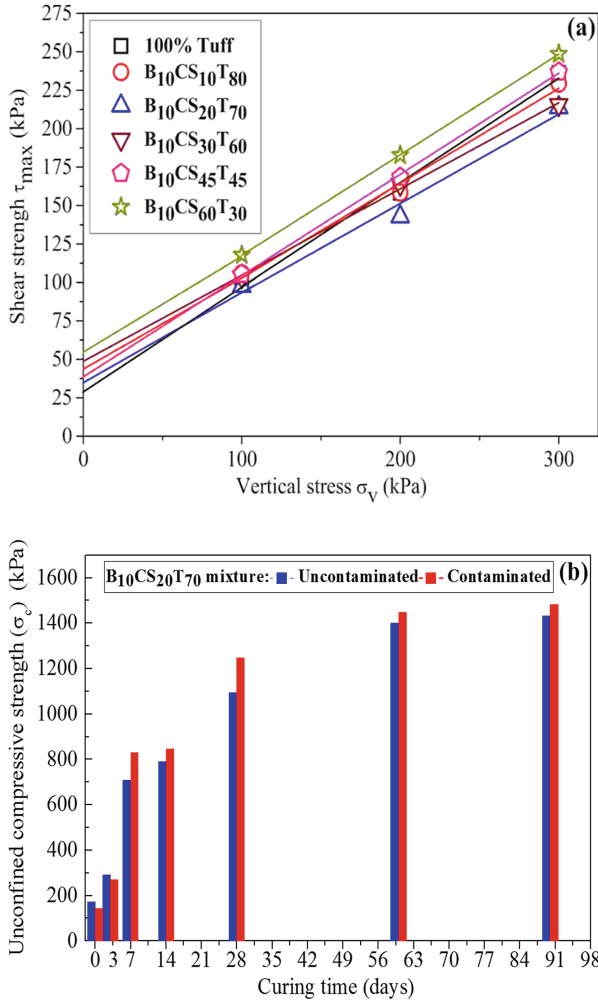 (a)
275
250
225
200
175
150
125
100
75
50
25
0
Shear strengh τmax (kPa)
100% Tuff
B10CS10T80
B10CS20T70
B10CS30T60
B10CS45T45
B10CS60T30
0 100 200 300
Vertical stress σv (kPa)
(b)
B10CS20T70 mixture: Uncontaminated Contaminated
1600
1400
1200
1000
800
600
400
200
0
Unconfined compressive strength (σc) (kPa)
0 3 7 14 21 28 35 42 49 56 63 70 77 84 91 98
Curing time (days)